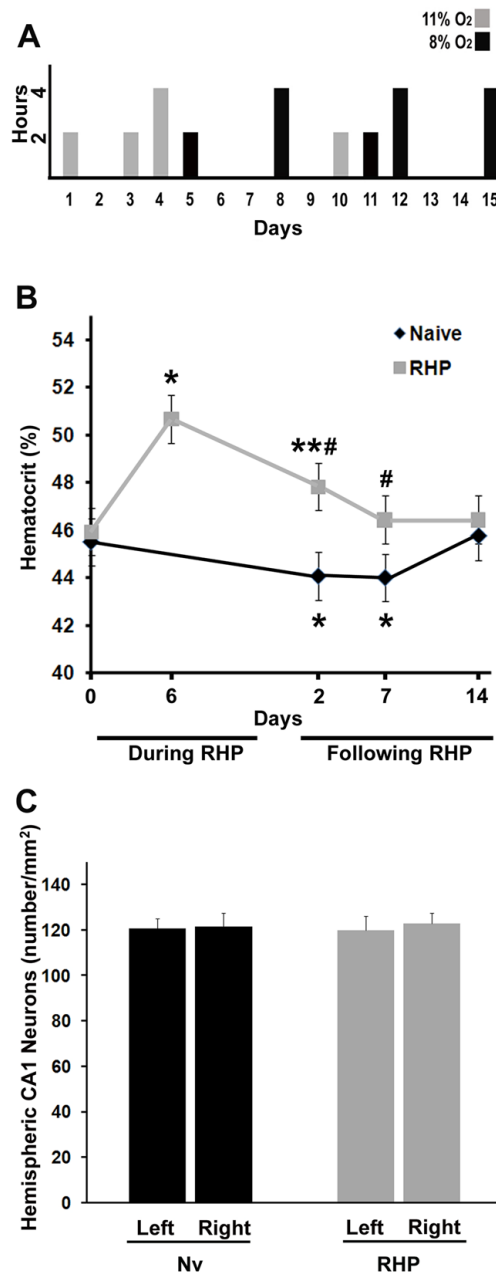 A
11% O₂
8% O₂
Hours
4
2
1 2 3 4 5 6 7 8 9 10 11 12 13 14 15
Days
B
54
52
50
48
46
44
42
40
Hematocrit (%)
Naive
RHP
*
**#
#
* *
0 6 2 7 14
Days
During RHP Following RHP
C
Hemispheric CA1 Neurons (number/mm²)
140
120
100
80
60
40
20
0
Left Right Left Right
Nv RHP